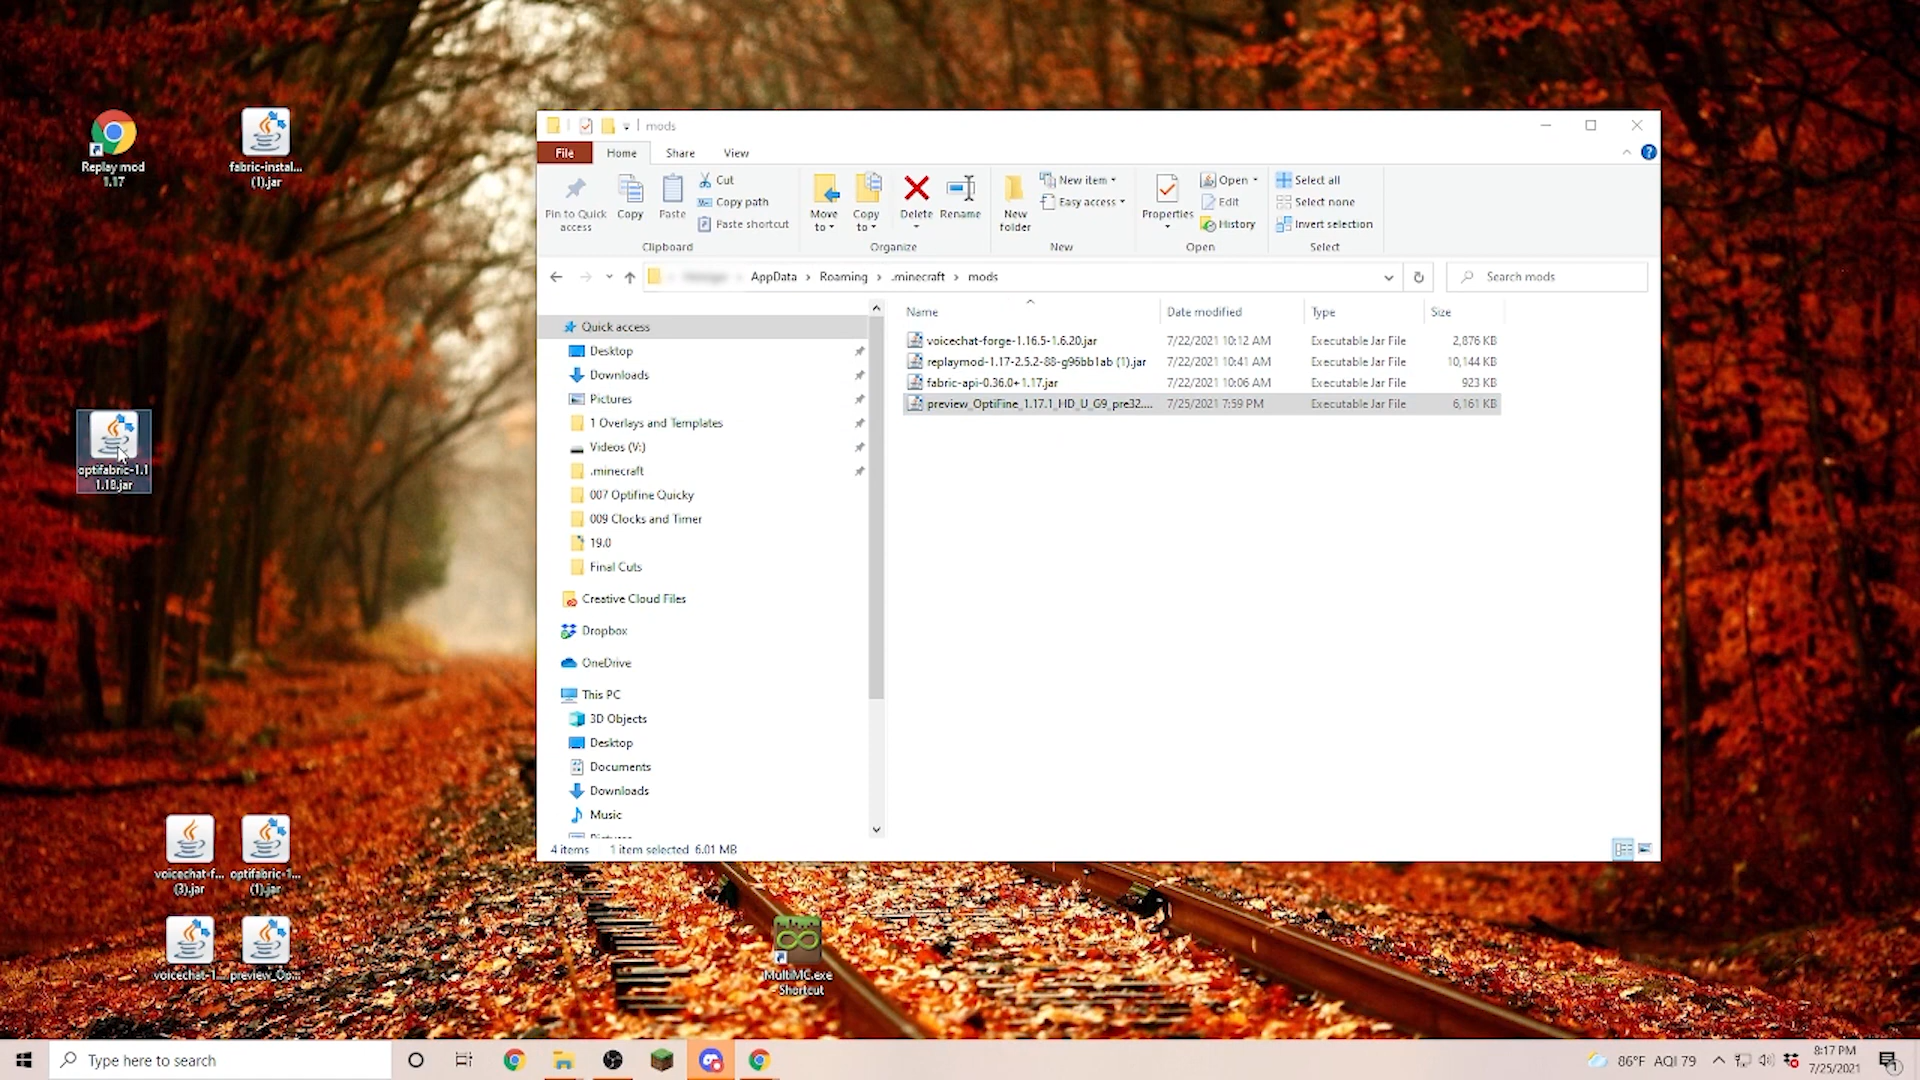 Replay mod
1.17
fabric-instal...
(1).jar
optifabric-1.1
1.18.jar
voicechat-f...
(3).jar
optifabric-1...
(1).jar
voicechat-1...
preview_Op...
MultiMC.exe
- Shortcut
mods
File
Home
Share
View
Pin to Quick
access
Copy
Paste
Cut
Copy path
Paste shortcut
Clipboard
Move
to
Copy
to
Delete
Rename
Organize
New
folder
New item
Easy access
New
Properties
Open
Edit
History
Open
Select all
Select none
Invert selection
Select
AppData
Roaming
.minecraft
mods
Search mods
Quick access
Desktop
Downloads
Pictures
1 Overlays and Templates
Videos (V:)
.minecraft
007 Optifine Quicky
009 Clocks and Timer
19.0
Final Cuts
Creative Cloud Files
Dropbox
OneDrive
This PC
3D Objects
Desktop
Documents
Downloads
Music
Pictures
Name Date modified Type Size
voicechat-forge-1.16.5-1.6.20.jar 7/22/2021 10:12 AM Executable Jar File 2,876 KB
replaymod-1.17-2.5.2-88-g96bb1ab (1).jar 7/22/2021 10:41 AM Executable Jar File 10,144 KB
fabric-api-0.36.0+1.17.jar 7/22/2021 10:06 AM Executable Jar File 923 KB
preview_OptiFine_1.17.1_HD_U_G9_pre32.... 7/25/2021 7:59 PM Executable Jar File 6,161 KB
4 items 1 item selected 6.01 MB
Type here to search
86°F AQI 79
8:17 PM
7/25/2021
1